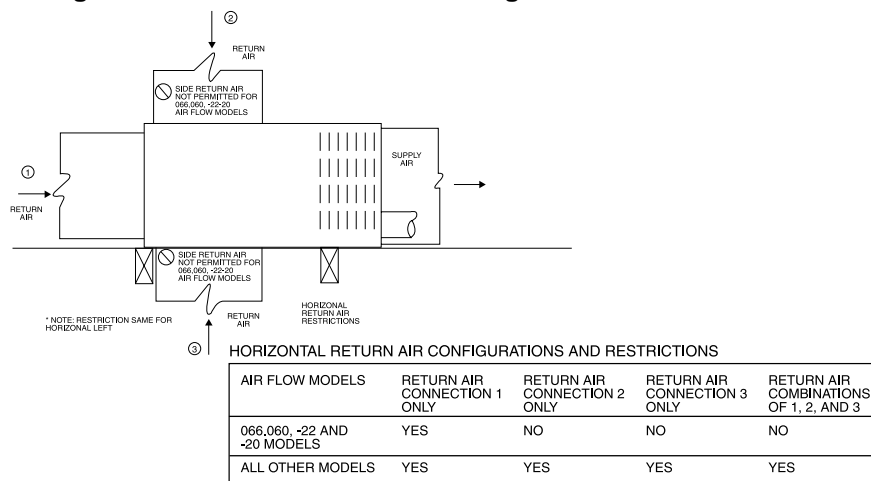 ②
RETURN
AIR
SIDE RETURN AIR
NOT PERMITTED FOR
066,060, -22-20
AIR FLOW MODELS
①
RETURN
AIR
SUPPLY
AIR
SIDE RETURN AIR
NOT PERMITTED FOR
066,060, -22-20
AIR FLOW MODELS
* NOTE: RESTRICTION SAME FOR
HORIZONAL LEFT
RETURN
AIR
③
HORIZONAL
RETURN AIR
RESTRICTIONS
HORIZONTAL RETURN AIR CONFIGURATIONS AND RESTRICTIONS
AIR FLOW MODELS
RETURN AIR
CONNECTION 1
ONLY
RETURN AIR
CONNECTION 2
ONLY
RETURN AIR
CONNECTION 3
ONLY
RETURN AIR
COMBINATIONS
OF 1, 2, AND 3
066,060, -22 AND
-20 MODELS
YES
NO
NO
NO
ALL OTHER MODELS
YES
YES
YES
YES